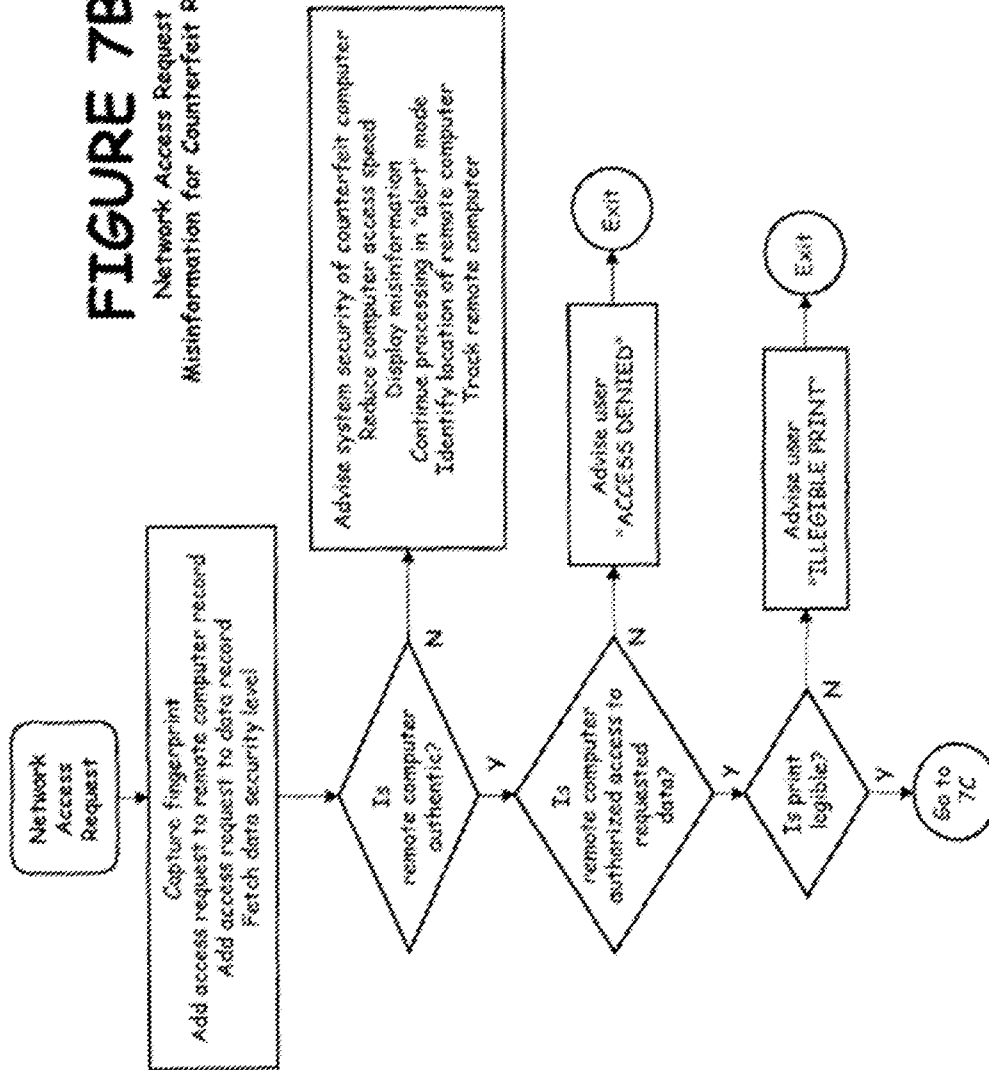 FIGURE 7B
Network Access Request
Misinformation for Counterfeit
Network
Access
Request
Capture fingerprint
Add access request to remote computer record
Add access request to data record
Fetch data security level
Is
remote computer
authentic?
N
Advise system security of counterfeit computer
Reduce computer access speed
Display misinformation
Continue processing in "alert" mode
Identify location of remote computer
Track remote computer
Y
Is
remote computer
authorized access to
requested
data?
N
Advise user
"ACCESS DENIED"
Exit
Y
Is print
legible?
N
Advise user
"ILLEGIBLE PRINT"
Exit
Y
Go to
7C